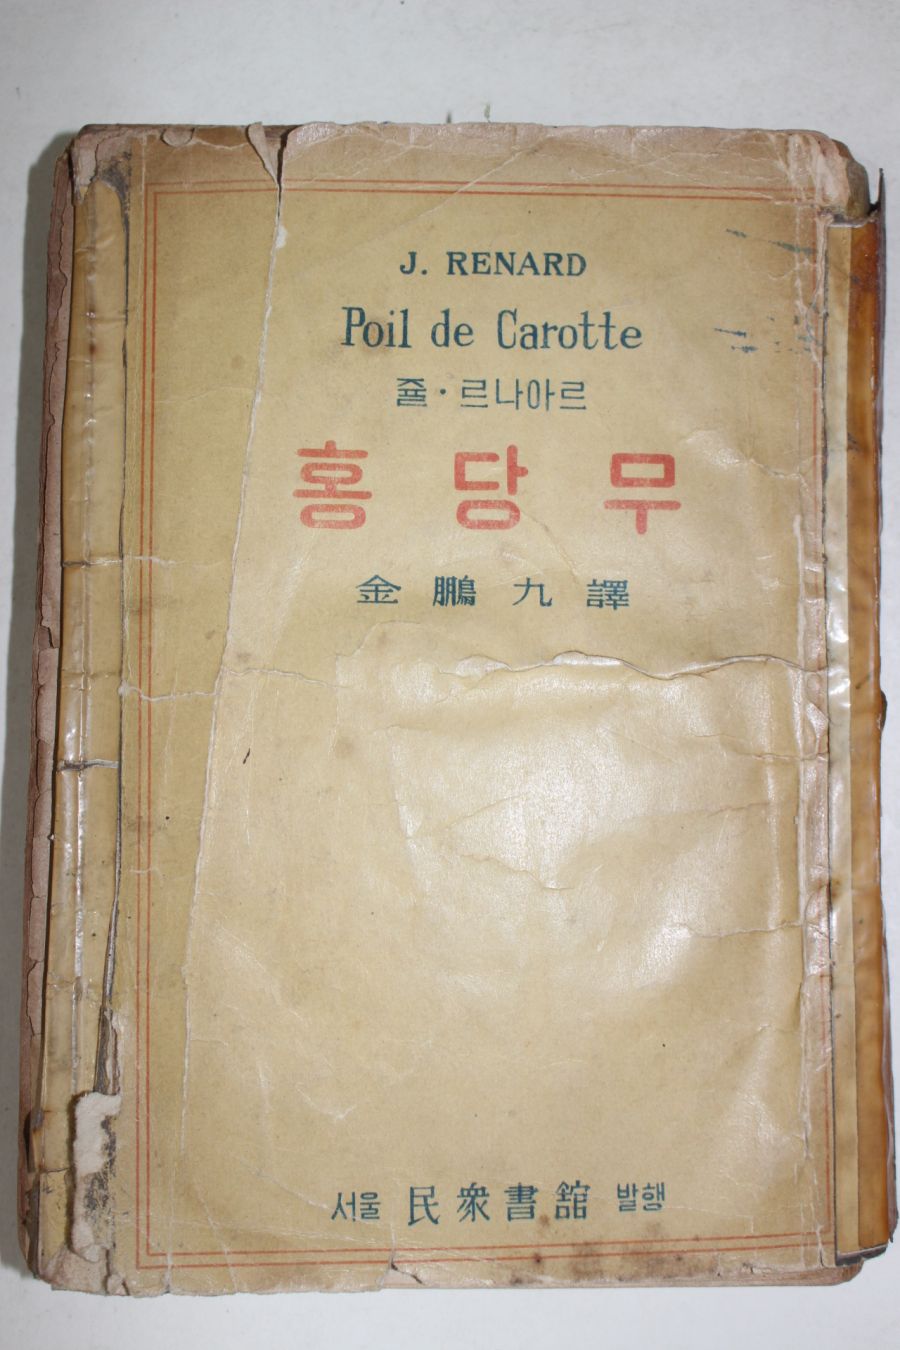 J. RENARD
Poil de Carotte
쥴·르나아르
홍당무
金鵬九譯
서울 民衆書舘 발행